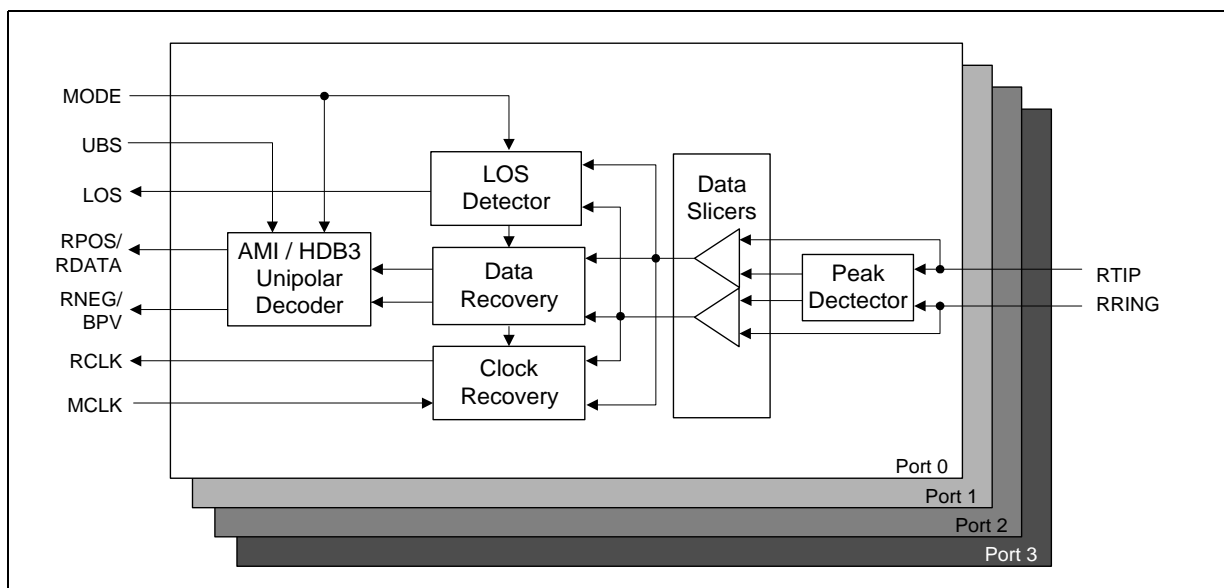 MODE
UBS
LOS
RPOS/
RDATA
RNEG/
BPV
RCLK
MCLK
LOS
Detector
AMI / HDB3
Unipolar
Decoder
Data
Recovery
Clock
Recovery
Data
Slicers
Peak
Dectector
RTIP
RRING
Port 0
Port 1
Port 2
Port 3